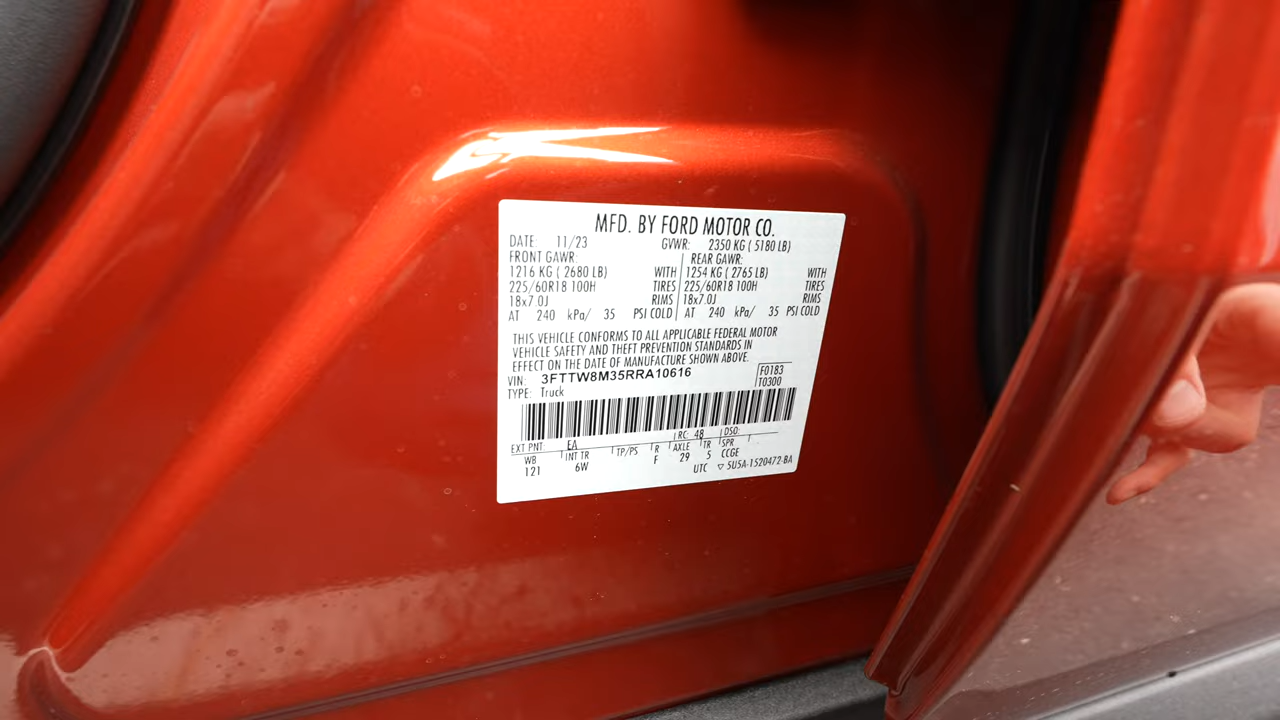 MFD. BY FORD MOTOR CO.
DATE: 11/23 GVWR: 2350 KG ( 5180 LB)
FRONT GAWR: REAR GAWR:
1216 KG ( 2680 LB) WITH 1254 KG ( 2765 LB) WITH
225/60R18 100H TIRES 225/60R18 100H TIRES
18x7.0J RIMS 18x7.0J RIMS
AT 240 kPa/ 35 PSI COLD AT 240 kPa/ 35 PSI COLD
THIS VEHICLE CONFORMS TO ALL APPLICABLE FEDERAL MOTOR
VEHICLE SAFETY AND THEFT PREVENTION STANDARDS IN
EFFECT ON THE DATE OF MANUFACTURE SHOWN ABOVE.
VIN: 3FTTW8M35RRA10616 F0183
TYPE: Truck T0300
EXT PNT EA RC: 48 DSO:
WB INT TR TP/PS R AXLE TR SPR
121 6W F 29 5 CCGE
UTC ▽ 5U5A-1520472-BA